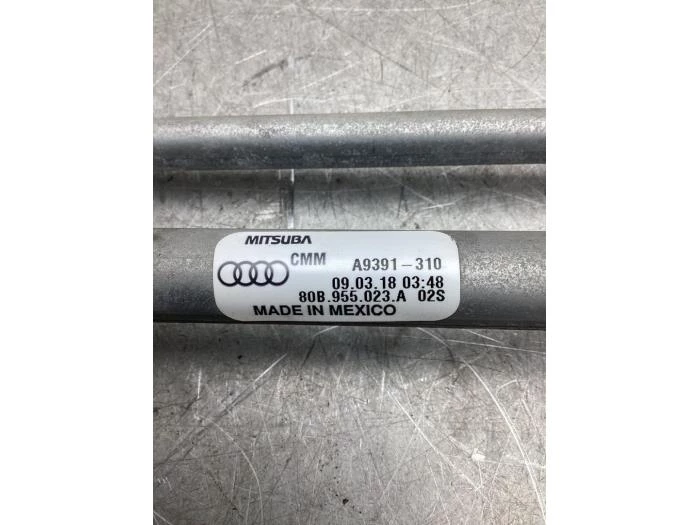 MITSUBA
CMM A9391-310
09.03.18 03:48
80B.955.023.A 02S
MADE IN MEXICO